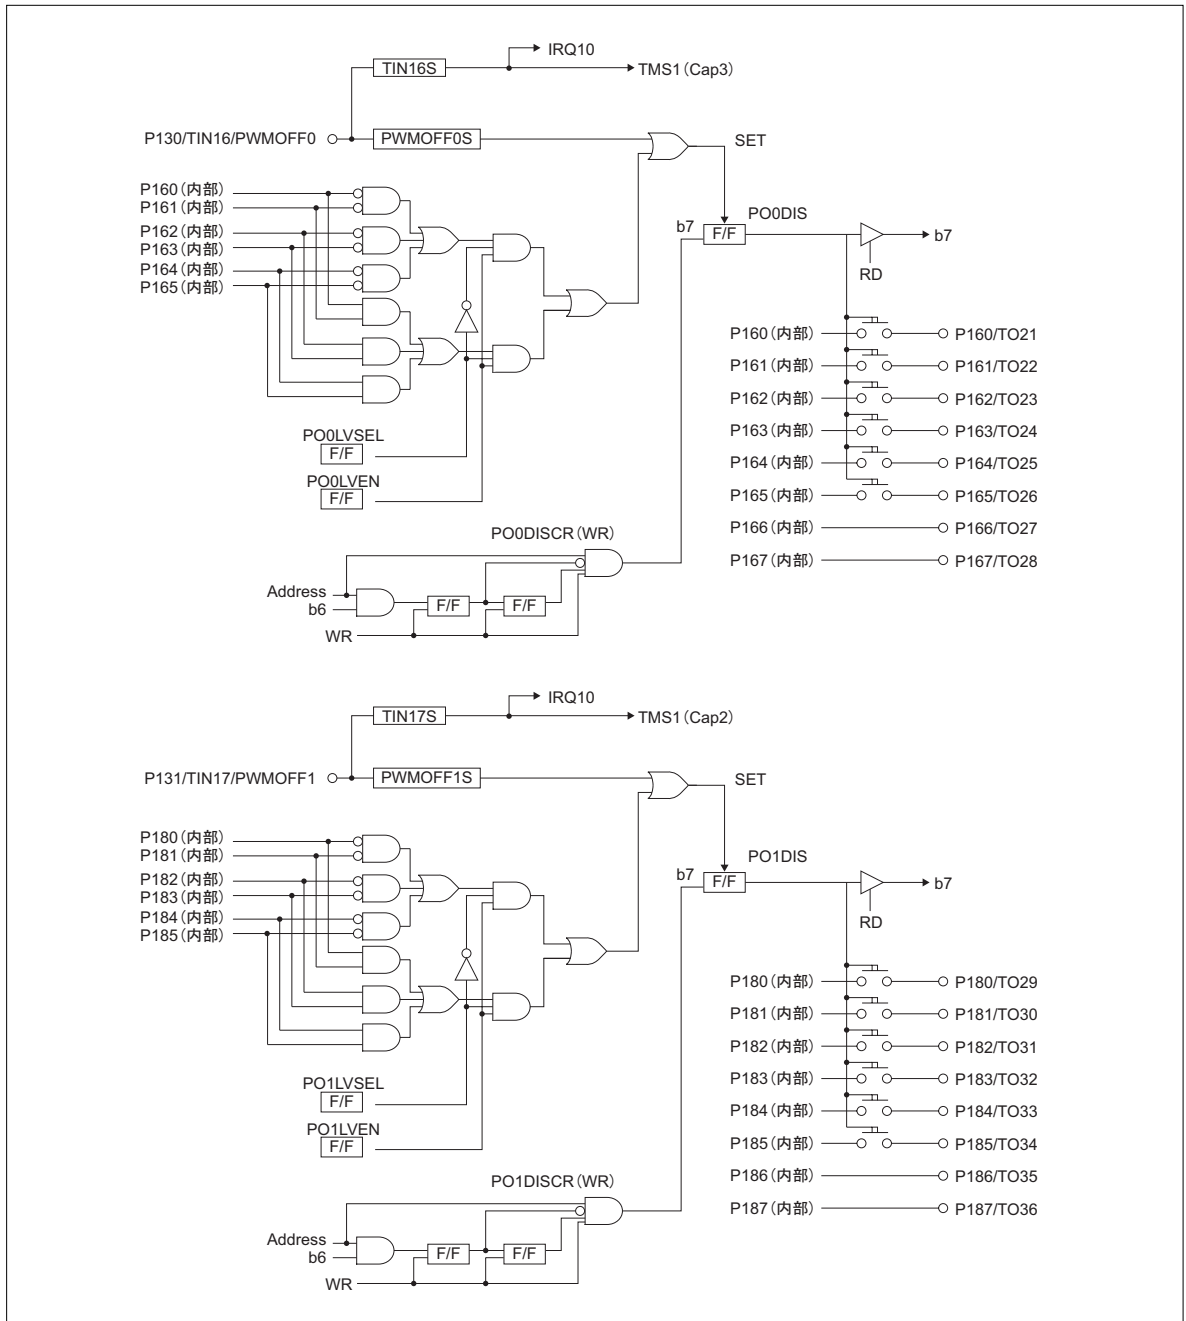 IRQ10
TIN16S
TMS1(Cap3)
P130/TIN16/PWMOFF0
PWMOFF0S
SET
P160(内部)
P161(内部)
P162(内部)
P163(内部)
P164(内部)
P165(内部)
b7
F/F
PO0DIS
b7
RD
P160(内部) P160/TO21
P161(内部) P161/TO22
P162(内部) P162/TO23
P163(内部) P163/TO24
P164(内部) P164/TO25
P165(内部) P165/TO26
P166(内部) P166/TO27
P167(内部) P167/TO28
PO0LVSEL
F/F
PO0LVEN
F/F
PO0DISCR(WR)
Address
b6
F/F
F/F
WR
IRQ10
TIN17S
TMS1(Cap2)
P131/TIN17/PWMOFF1
PWMOFF1S
SET
P180(内部)
P181(内部)
P182(内部)
P183(内部)
P184(内部)
P185(内部)
b7
F/F
PO1DIS
b7
RD
P180(内部) P180/TO29
P181(内部) P181/TO30
P182(内部) P182/TO31
P183(内部) P183/TO32
P184(内部) P184/TO33
P185(内部) P185/TO34
P186(内部) P186/TO35
P187(内部) P187/TO36
PO1LVSEL
F/F
PO1LVEN
F/F
PO1DISCR(WR)
Address
b6
F/F
F/F
WR